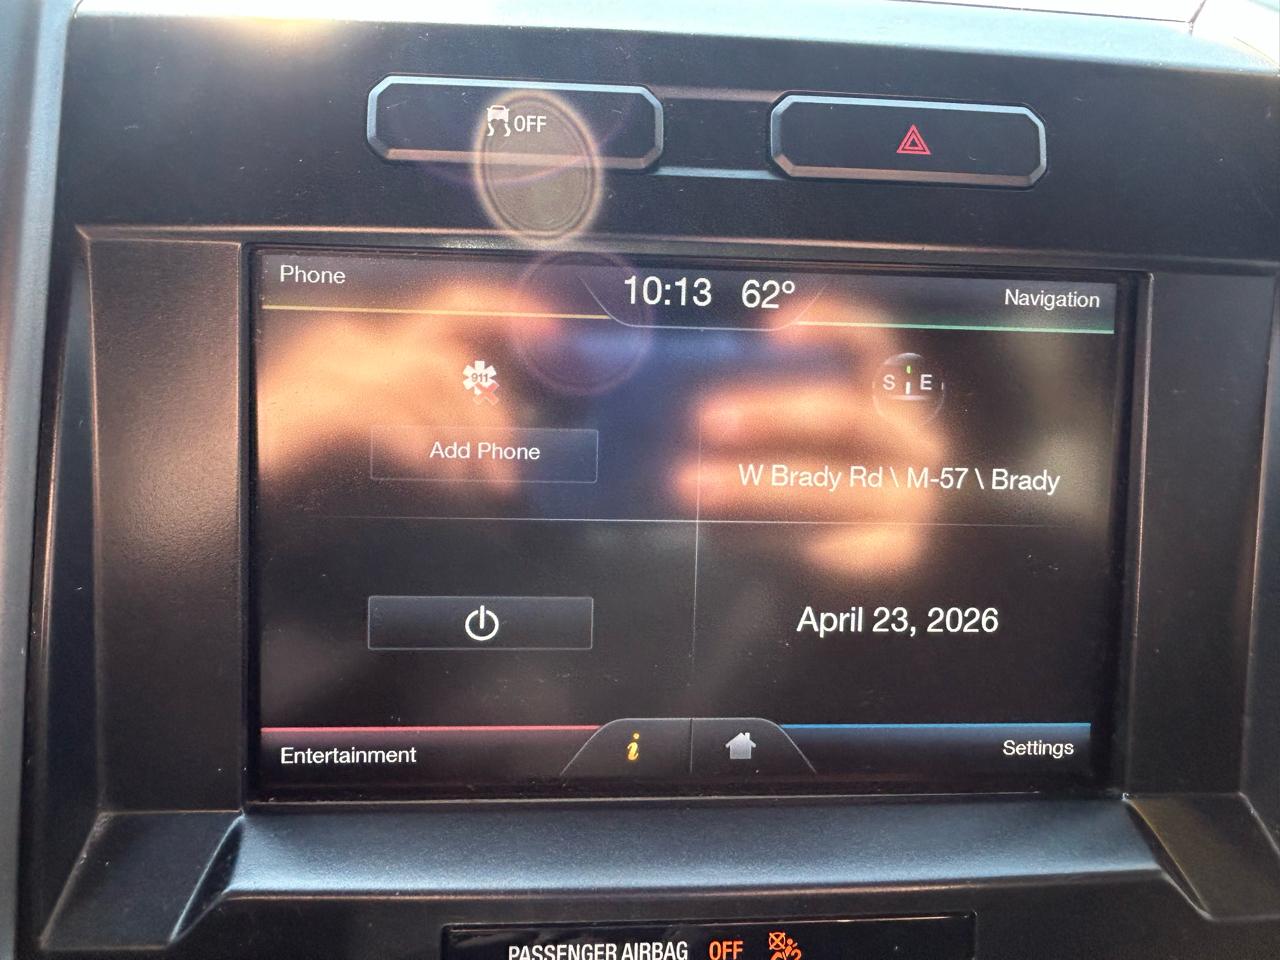 OFF
Phone
10:13 62°
Navigation
911
S E
Add Phone
W Brady Rd \ M-57 \ Brady
April 23, 2026
i
Entertainment
Settings
PASSENGER AIRBAG OFF
2